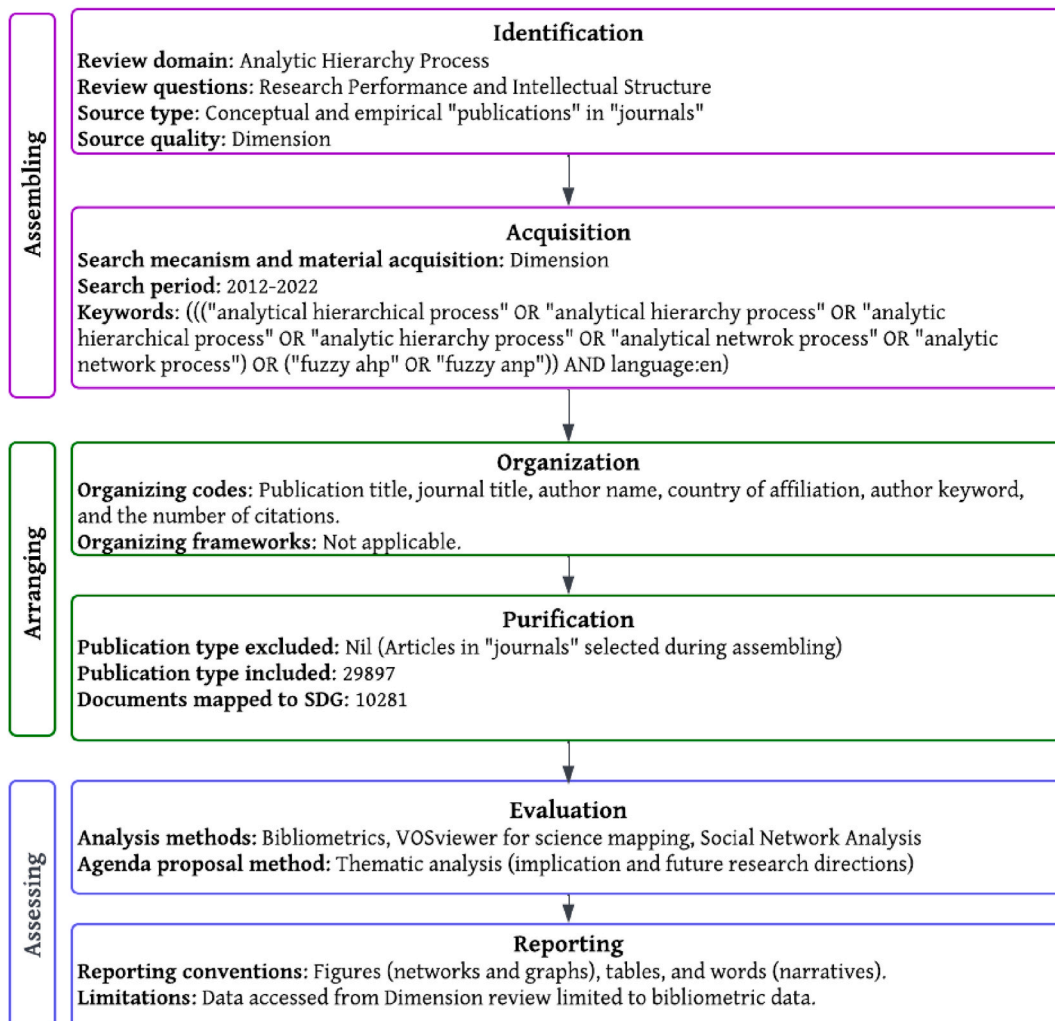 Assembling
Identification
Review domain: Analytic Hierarchy Process
Review questions: Research Performance and Intellectual Structure
Source type: Conceptual and empirical "publications" in "journals"
Source quality: Dimension
Acquisition
Search mecanism and material acquisition: Dimension
Search period: 2012-2022
Keywords: ((("analytical hierarchical process" OR "analytical hierarchy process" OR "analytic
hierarchical process" OR "analytic hierarchy process" OR "analytical netwrok process" OR "analytic
network process") OR ("fuzzy ahp" OR "fuzzy anp")) AND language:en)
Arranging
Organization
Organizing codes: Publication title, journal title, author name, country of affiliation, author keyword,
and the number of citations.
Organizing frameworks: Not applicable.
Purification
Publication type excluded: Nil (Articles in "journals" selected during assembling)
Publication type included: 29897
Documents mapped to SDG: 10281
Assessing
Evaluation
Analysis methods: Bibliometrics, VOSviewer for science mapping, Social Network Analysis
Agenda proposal method: Thematic analysis (implication and future research directions)
Reporting
Reporting conventions: Figures (networks and graphs), tables, and words (narratives).
Limitations: Data accessed from Dimension review limited to bibliometric data.